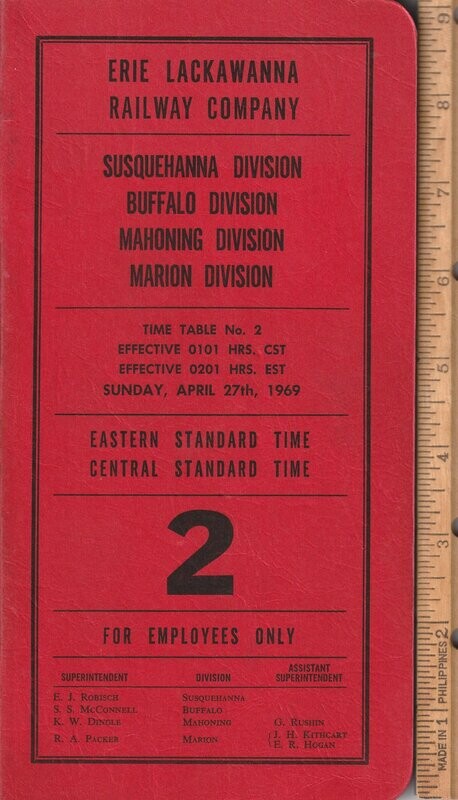 ERIE LACKAWANNA
RAILWAY COMPANY
SUSQUEHANNA DIVISION
BUFFALO DIVISION
MAHONING DIVISION
MARION DIVISION
TIME TABLE No. 2
EFFECTIVE 0101 HRS. CST
EFFECTIVE 0201 HRS. EST
SUNDAY, APRIL 27th, 1969
EASTERN STANDARD TIME
CENTRAL STANDARD TIME
2
FOR EMPLOYEES ONLY
SUPERINTENDENT DIVISION ASSISTANT SUPERINTENDENT
E. J. Robisch Susquehanna
S. S. McConnell Buffalo
K. W. Dingle Mahoning G. Rushin
R. A. Packer Marion J. H. Kithcart
E. R. Hogan
9
8
7
6
5
4
3
2
1
MADE IN PHILIPPINES